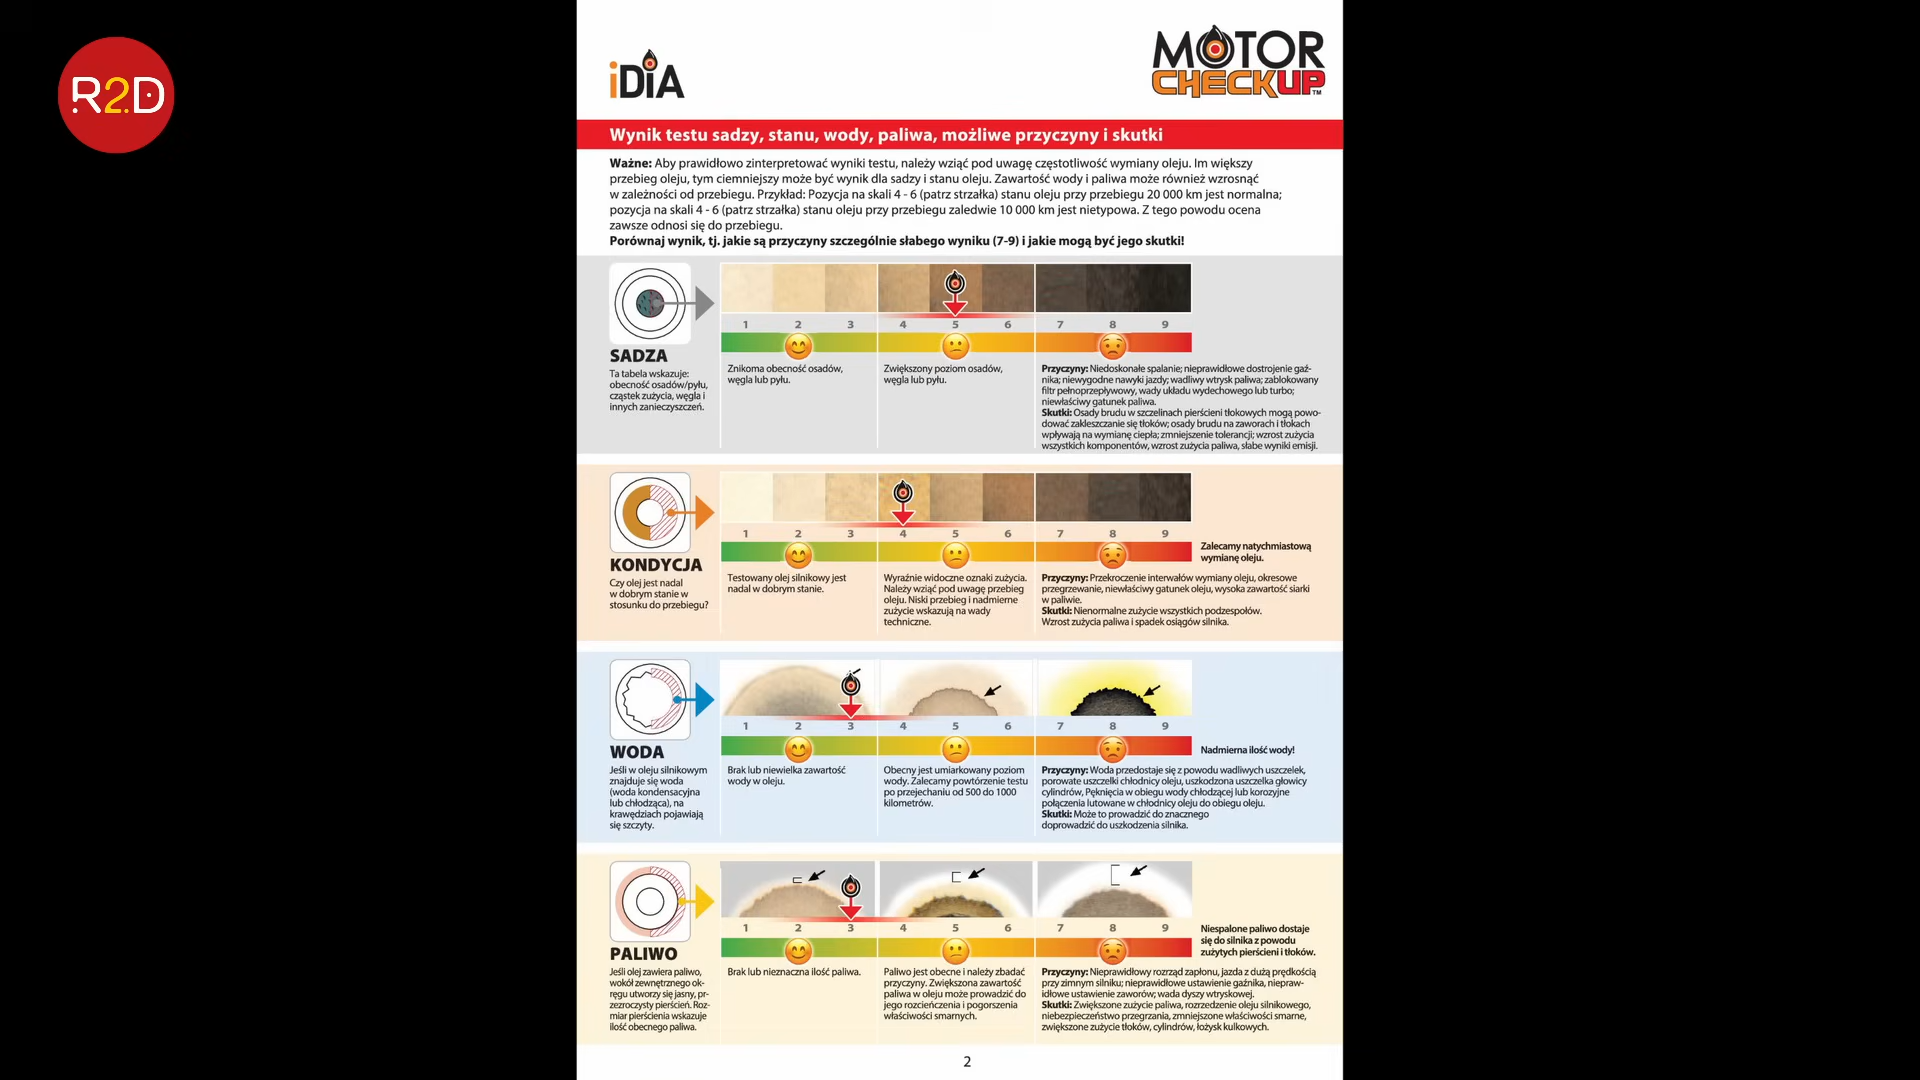 R2D
iDiA
MOTOR
CHECKUP™
Wynik testu sadzy, stanu, wody, paliwa, możliwe przyczyny i skutki
Ważne: Aby prawidłowo zinterpretować wyniki testu, należy wziąć pod uwagę częstotliwość wymiany oleju. Im większy
przebieg oleju, tym ciemniejszy może być wynik dla sadzy i stanu oleju. Zawartość wody i paliwa może również wzrosnąć
w zależności od przebiegu. Przykład: Pozycja na skali 4 - 6 (patrz strzałka) stanu oleju przy przebiegu 20 000 km jest normalna;
pozycja na skali 4 - 6 (patrz strzałka) stanu oleju przy przebiegu zaledwie 10 000 km jest nietypowa. Z tego powodu ocena
zawsze odnosi się do przebiegu.
Porównaj wynik, tj. jakie są przyczyny szczególnie słabego wyniku (7-9) i jakie mogą być jego skutki!
1 2 3 4 5 6 7 8 9
SADZA
Ta tabela wskazuje:
obecność osadów/pyłu,
cząstek zużycia, węgla i
innych zanieczyszczeń.
Znikoma obecność osadów,
węgla lub pyłu.
Zwiększony poziom osadów,
węgla lub pyłu.
Przyczyny: Niedoskonałe spalanie; nieprawidłowe dostrojenie gaź-
nika; niewygodne nawyki jazdy; wadliwy wtrysk paliwa; zablokowany
filtr pełnoprzepływowy, wady układu wydechowego lub turbo;
niewłaściwy gatunek paliwa.
Skutki: Osady brudu w szczelinach pierścieni tłokowych mogą powo-
dować zakleszczanie się tłoków; osady brudu na zaworach i tłokach
wpływają na wymianę ciepła; zmniejszenie tolerancji; wzrost zużycia
wszystkich komponentów, wzrost zużycia paliwa, słabe wyniki emisji.
1 2 3 4 5 6 7 8 9
KONDYCJA
Czy olej jest nadal
w dobrym stanie w
stosunku do przebiegu?
Testowany olej silnikowy jest
nadal w dobrym stanie.
Wyraźnie widoczne oznaki zużycia.
Należy wziąć pod uwagę przebieg
oleju. Niski przebieg i nadmierne
zużycie wskazują na wady
techniczne.
Zalecamy natychmiastową
wymianę oleju.
Przyczyny: Przekroczenie interwałów wymiany oleju, okresowe
przegrzewanie, niewłaściwy gatunek oleju, wysoka zawartość siarki
w paliwie.
Skutki: Nienormalne zużycie wszystkich podzespołów.
Wzrost zużycia paliwa i spadek osiągów silnika.
1 2 3 4 5 6 7 8 9
WODA
Jeśli w oleju silnikowym
znajduje się woda
(woda kondensacyjna
lub chłodząca), na
krawędziach pojawiają
się szczyty.
Brak lub niewielka zawartość
wody w oleju.
Obecny jest umiarkowany poziom
wody. Zalecamy powtórzenie testu
po przejechaniu od 500 do 1000
kilometrów.
Nadmierna ilość wody!
Przyczyny: Woda przedostaje się z powodu wadliwych uszczelek,
porowate uszczelki chłodnicy oleju, uszkodzona uszczelka głowicy
cylindrów, Pęknięcia w obiegu wody chłodzącej lub korozyjne
połączenia lutowane w chłodnicy oleju do obiegu oleju.
Skutki: Może to prowadzić do znacznego
doprowadzić do uszkodzenia silnika.
1 2 3 4 5 6 7 8 9
PALIWO
Jeśli olej zawiera paliwo,
wokół zewnętrznego ok-
ręgu utworzy się jasny, pr-
zezroczysty pierścień. Roz-
miar pierścienia wskazuje
ilość obecnego paliwa.
Brak lub nieznaczna ilość paliwa.
Paliwo jest obecne i należy zbadać
przyczyny. Zwiększona zawartość
paliwa w oleju może prowadzić do
jego rozcieńczenia i pogorszenia
właściwości smarnych.
Niespalone paliwo dostaje
się do silnika z powodu
zużytych pierścieni i tłoków.
Przyczyny: Nieprawidłowy rozrząd zapłonu, jazda z dużą prędkością
przy zimnym silniku; nieprawidłowe ustawienie gaźnika, niepraw-
idłowe ustawienie zaworów; wada dyszy wtryskowej.
Skutki: Zwiększone zużycie paliwa, rozrzedzenie oleju silnikowego,
niebezpieczeństwo przegrzania, zmniejszone właściwości smarne,
zwiększone zużycie tłoków, cylindrów, łożysk kulkowych.
2